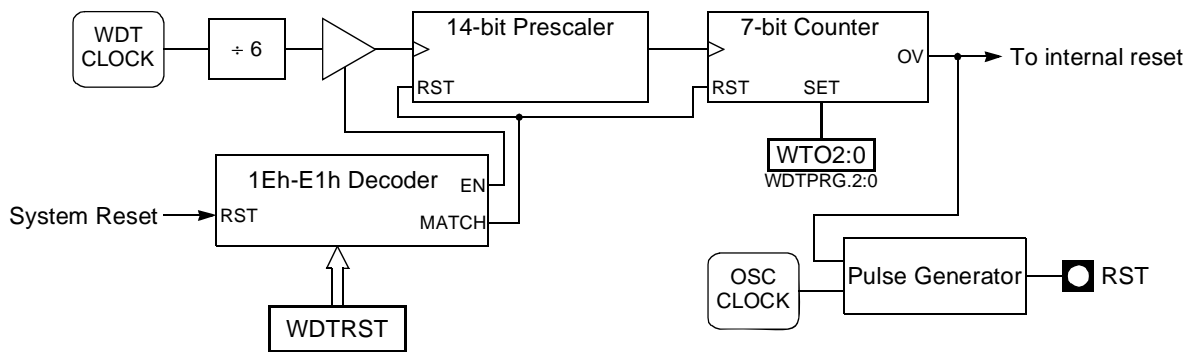 WDT
CLOCK
÷ 6
14-bit Prescaler
RST
7-bit Counter
OV
RST
SET
To internal reset
WTO2:0
WDTPRG.2:0
1Eh-E1h Decoder
EN
System Reset
RST
MATCH
WDTRST
OSC
CLOCK
Pulse Generator
RST